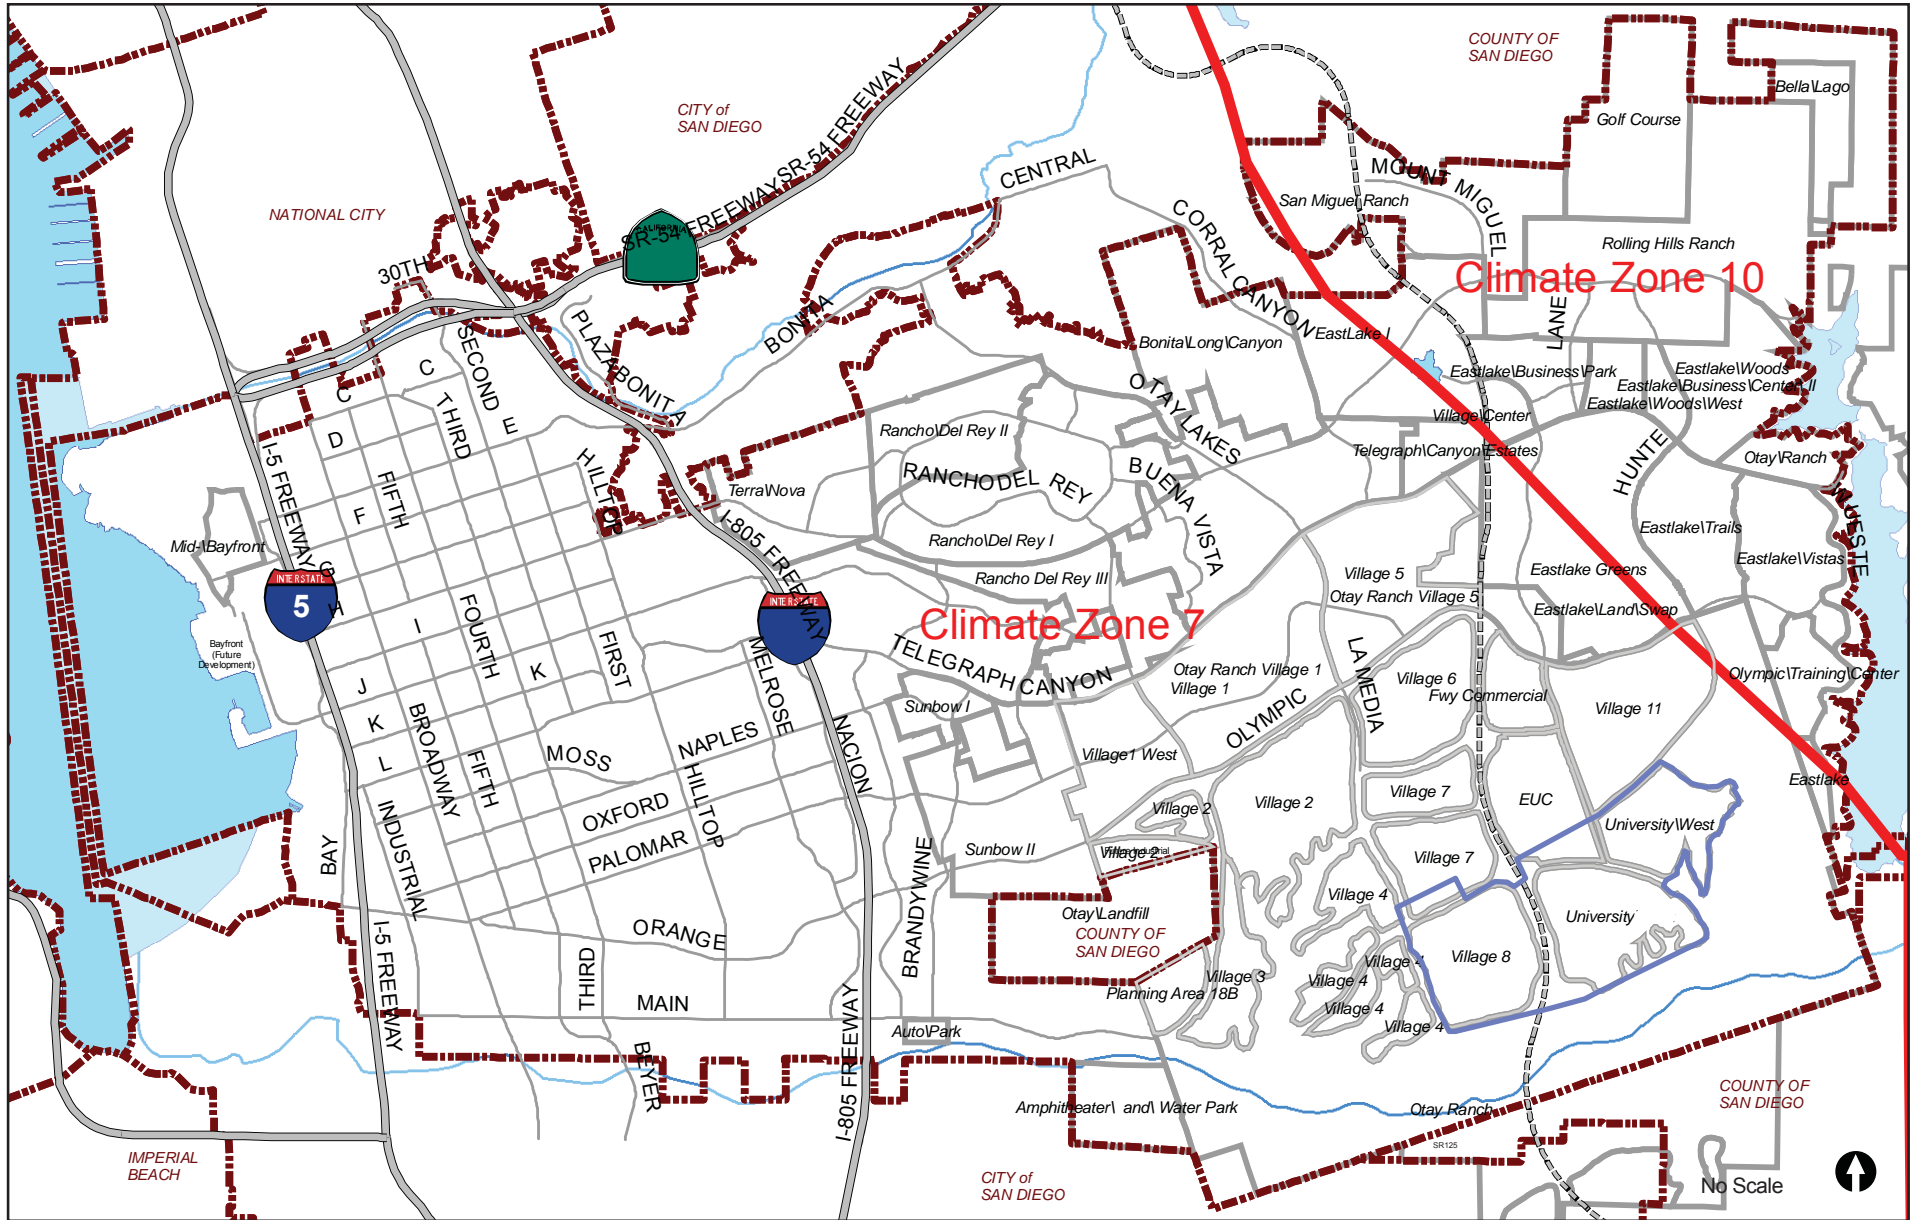 COUNTY OF
SAN DIEGO
CITY of
SAN DIEGO
SR-54 FREEWAY
SR-54 FREEWAY
CALIFORNIA
Bella\Lago
Golf Course
CENTRAL
MOUNT MIGUEL
San Miguel Ranch
NATIONAL CITY
CORRAL CANYON
Rolling Hills Ranch
Climate Zone 10
30TH
LANE
BONITA
PLAZA BONITA
SECOND
EastLake I
Bonita\Long\Canyon
Eastlake\Business\Park
Eastlake\Woods
Eastlake\Business\Center\II
Eastlake\Woods\West
C
C
THIRD
E
D
OTAY LAKES
Village\Center
Rancho\Del Rey II
Telegraph\Canyon\Estates
HUNTE
Otay\Ranch
HILLTOP
FIFTH
RANCHO DEL REY
BUENA VISTA
Terra\Nova
F
I-5 FREEWAY
WUESTE
Eastlake\Trails
I-805 FREEWAY
Mid-\Bayfront
Rancho\Del Rey I
Eastlake\Vistas
G
Rancho Del Rey III
Village 5
Eastlake Greens
INTERSTATE
5
INTERSTATE
H
Otay Ranch Village 5
Eastlake\Land\Swap
Climate Zone 7
I
FOURTH
FIRST
MELROSE
Bayfront
(Future
Development)
TELEGRAPH CANYON
LA MEDIA
Otay Ranch Village 1
Village 1
Village 6
Fwy Commercial
Olympic\Training\Center
K
J
Sunbow I
Village 11
OLYMPIC
K
BROADWAY
NACION
NAPLES
MOSS
L
FIFTH
Village1 West
HILLTOP
Eastlake
INDUSTRIAL
OXFORD
Village 2
Village 2
Village 7
EUC
University\West
BAY
PALOMAR
BRANDYWINE
Sunbow II
Village 2
Village 7
Village 4
Otay\Landfill
COUNTY OF
SAN DIEGO
University
I-5 FREEWAY
ORANGE
Village 8
Village 4
THIRD
Village 3
Village 4
Planning Area 18B
MAIN
Village 4
Village 4
Auto\Park
I-805 FREEWAY
BEYER
Amphitheater\ and\ Water Park
Otay Ranch
COUNTY OF
SAN DIEGO
SR125
IMPERIAL
BEACH
CITY of
SAN DIEGO
No Scale